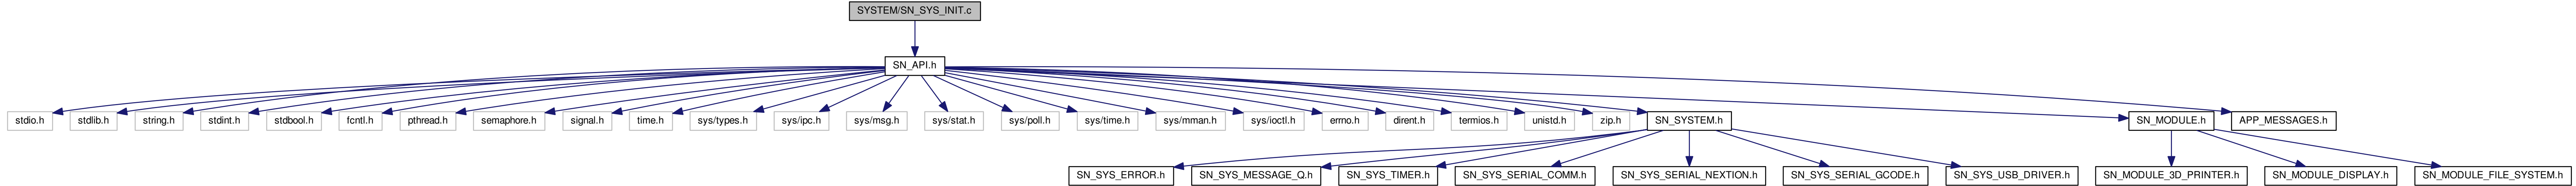 SYSTEM/SN_SYS_INIT.c
SN_API.h
stdio.h
stdlib.h
string.h
stdint.h
stdbool.h
fcntl.h
pthread.h
semaphore.h
signal.h
time.h
sys/types.h
sys/ipc.h
sys/msg.h
sys/stat.h
sys/poll.h
sys/time.h
sys/mman.h
sys/ioctl.h
errno.h
dirent.h
termios.h
unistd.h
zip.h
SN_SYSTEM.h
SN_MODULE.h
APP_MESSAGES.h
SN_SYS_ERROR.h
SN_SYS_MESSAGE_Q.h
SN_SYS_TIMER.h
SN_SYS_SERIAL_COMM.h
SN_SYS_SERIAL_NEXTION.h
SN_SYS_SERIAL_GCODE.h
SN_SYS_USB_DRIVER.h
SN_MODULE_3D_PRINTER.h
SN_MODULE_DISPLAY.h
SN_MODULE_FILE_SYSTEM.h